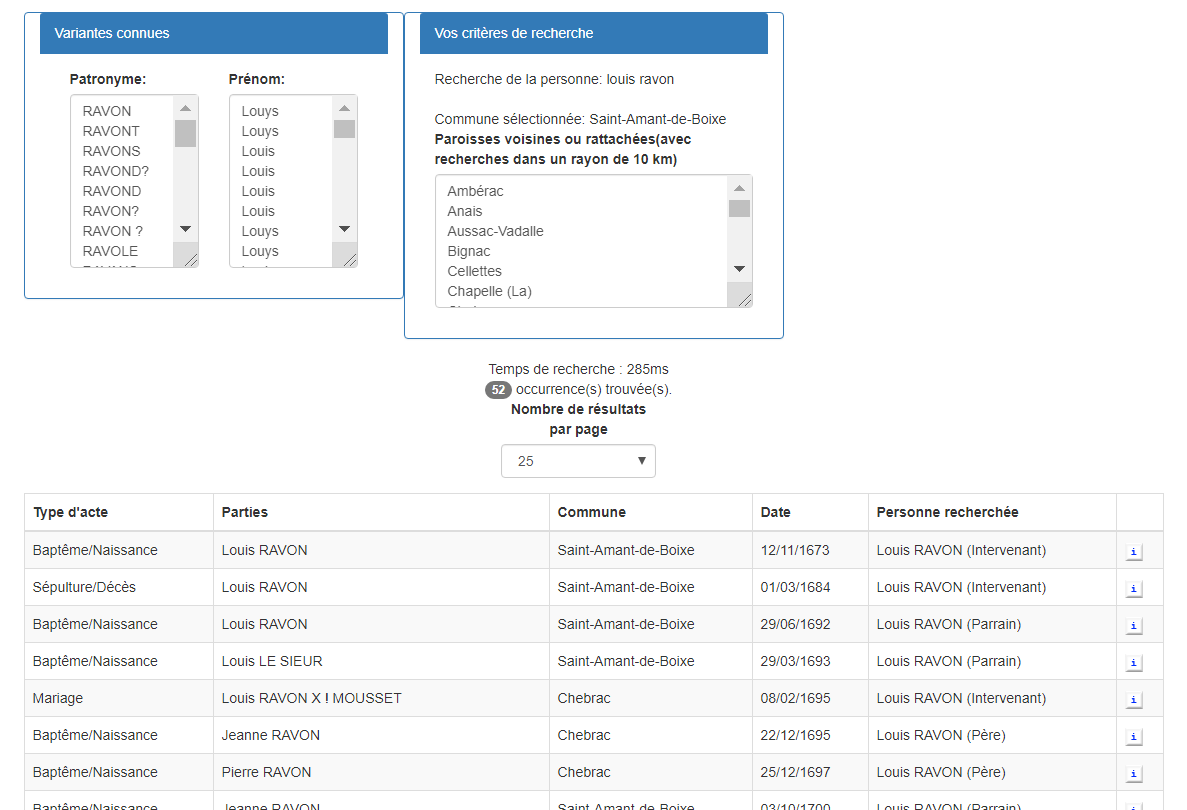 Variantes connues
Patronyme:
RAVON
RAVONT
RAVONS
RAVOND?
RAVOND
RAVON?
RAVON ?
RAVOLE
Prénom:
Louys
Louys
Louis
Louis
Louis
Louis
Louys
Louys
Vos critères de recherche
Recherche de la personne: louis ravon
Commune sélectionnée: Saint-Amant-de-Boixe
Paroisses voisines ou rattachées(avec
recherches dans un rayon de 10 km)
Ambérac
Anais
Aussac-Vadalle
Bignac
Cellettes
Chapelle (La)
Temps de recherche : 285ms
52 occurrence(s) trouvée(s).
Nombre de résultats
par page
25
Type d'acte Parties Commune Date Personne recherchée
Baptême/Naissance Louis RAVON Saint-Amant-de-Boixe 12/11/1673 Louis RAVON (Intervenant) i
Sépulture/Décès Louis RAVON Saint-Amant-de-Boixe 01/03/1684 Louis RAVON (Intervenant) i
Baptême/Naissance Louis RAVON Saint-Amant-de-Boixe 29/06/1692 Louis RAVON (Parrain) i
Baptême/Naissance Louis LE SIEUR Saint-Amant-de-Boixe 29/03/1693 Louis RAVON (Parrain) i
Mariage Louis RAVON X ! MOUSSET Chebrac 08/02/1695 Louis RAVON (Intervenant) i
Baptême/Naissance Jeanne RAVON Chebrac 22/12/1695 Louis RAVON (Père) i
Baptême/Naissance Pierre RAVON Chebrac 25/12/1697 Louis RAVON (Père) i
Baptême/Naissance Jeanne RAVON Saint-Amant-de-Boixe 03/10/1700 Louis RAVON (Parrain)